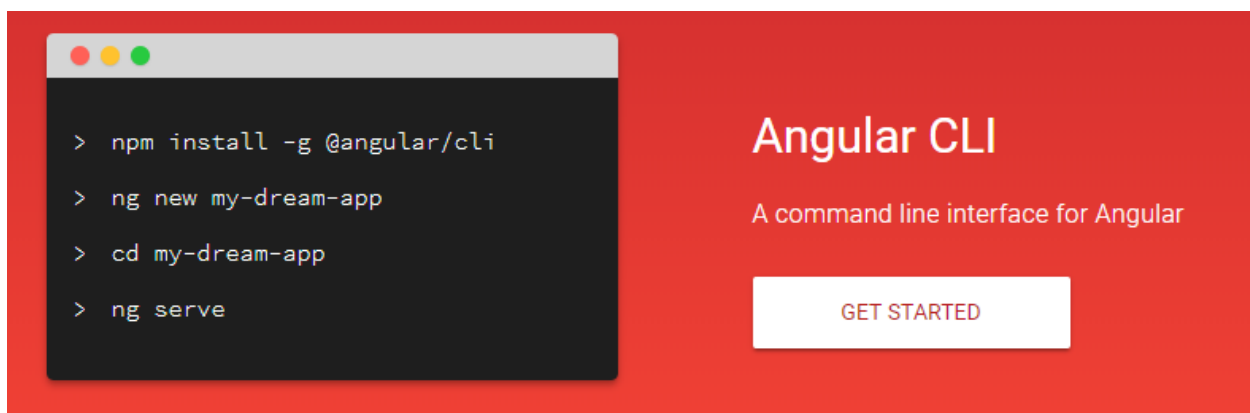 > npm install -g @angular/cli
> ng new my-dream-app
> cd my-dream-app
> ng serve
Angular CLI
A command line interface for Angular
GET STARTED